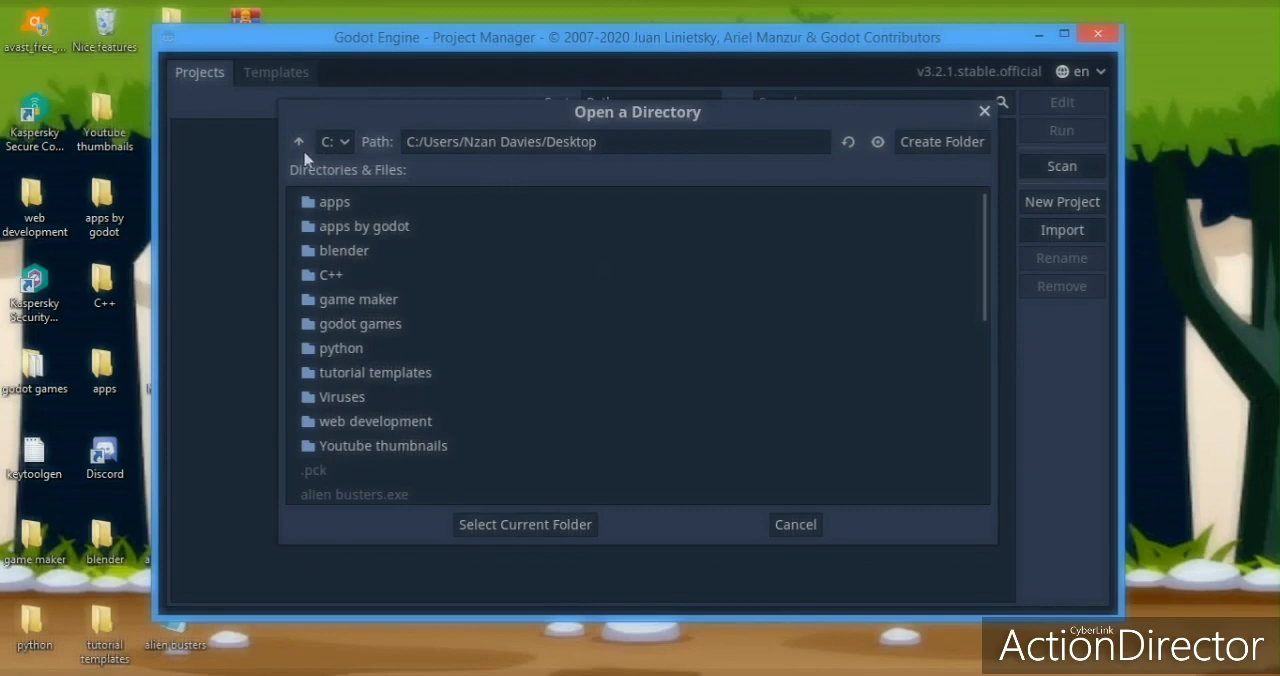 avast_free_...
Nice features
Kaspersky
Secure Co...
Youtube
thumbnails
web
development
apps by
godot
Kaspersky
Security...
C++
godot games
apps
keytoolgen
Discord
game maker
blender
python
tutorial
templates
alien busters
Godot Engine - Project Manager - © 2007-2020 Juan Linietsky, Ariel Manzur & Godot Contributors
Projects
Templates
v3.2.1.stable.official
en
Open a Directory
C:
Path:
C:/Users/Nzan Davies/Desktop
Create Folder
Directories & Files:
apps
apps by godot
blender
C++
game maker
godot games
python
tutorial templates
Viruses
web development
Youtube thumbnails
.pck
alien busters.exe
Select Current Folder
Cancel
Edit
Run
Scan
New Project
Import
Rename
Remove
CyberLink
ActionDirector